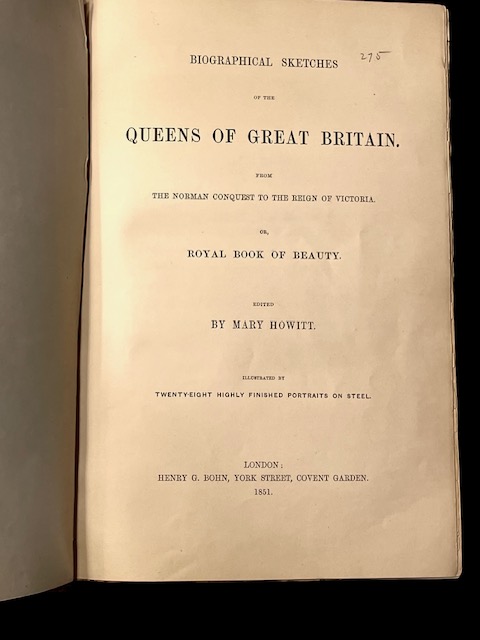 275
BIOGRAPHICAL SKETCHES
OF THE
QUEENS OF GREAT BRITAIN.
FROM
THE NORMAN CONQUEST TO THE REIGN OF VICTORIA.
OR,
ROYAL BOOK OF BEAUTY.
EDITED
BY MARY HOWITT.
ILLUSTRATED BY
TWENTY-EIGHT HIGHLY FINISHED PORTRAITS ON STEEL.
LONDON:
HENRY G. BOHN, YORK STREET, COVENT GARDEN.
1851.